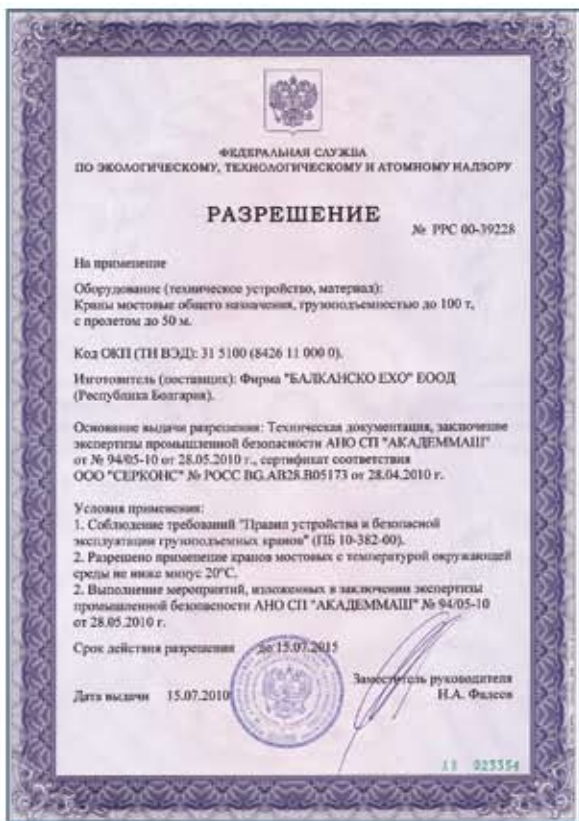 ФЕДЕРАЛЬНАЯ СЛУЖБА
ПО ЭКОЛОГИЧЕСКОМУ, ТЕХНОЛОГИЧЕСКОМУ И АТОМНОМУ НАДЗОРУ
РАЗРЕШЕНИЕ
№ РРС 00-39228
На применение
Оборудование (техническое устройство, материал):
Краны мостовые общего назначения, грузоподъемностью до 100 т,
с пролетом до 50 м.
Код ОКП (ТН ВЭД): 31 5100 (8426 11 000 0).
Изготовитель (поставщик): Фирма "БАЛКАНСКО ЕХО" ЕООД
(Республика Болгария).
Основание выдачи разрешения: Техническая документация, заключение
экспертизы промышленной безопасности АНО СП "АКАДЕММАШ"
от № 94/05-10 от 28.05.2010 г., сертификат соответствия
ООО "СЕРКОНС" № РОСС BG.АВ28.В05173 от 28.04.2010 г.
Условия применения:
1. Соблюдение требований "Правил устройства и безопасной
эксплуатации грузоподъемных кранов" (ПБ 10-382-00).
2. Разрешено применение кранов мостовых с температурой окружающей
среды не ниже минус 20°С.
2. Выполнение мероприятий, изложенных в заключении экспертизы
промышленной безопасности АНО СП "АКАДЕММАШ" № 94/05-10
от 28.05.2010 г.
Срок действия разрешения до 15.07.2015
Заместитель руководителя
Дата выдачи 15.07.2010 Н.А. Фадеев
АВ 023354